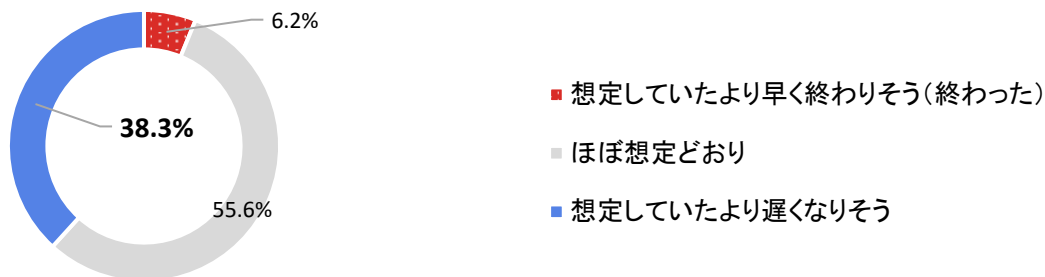 6.2%
38.3%
55.6%
想定していたより早く終わりそう(終わった)
ほぼ想定どおり
想定していたより遅くなりそう